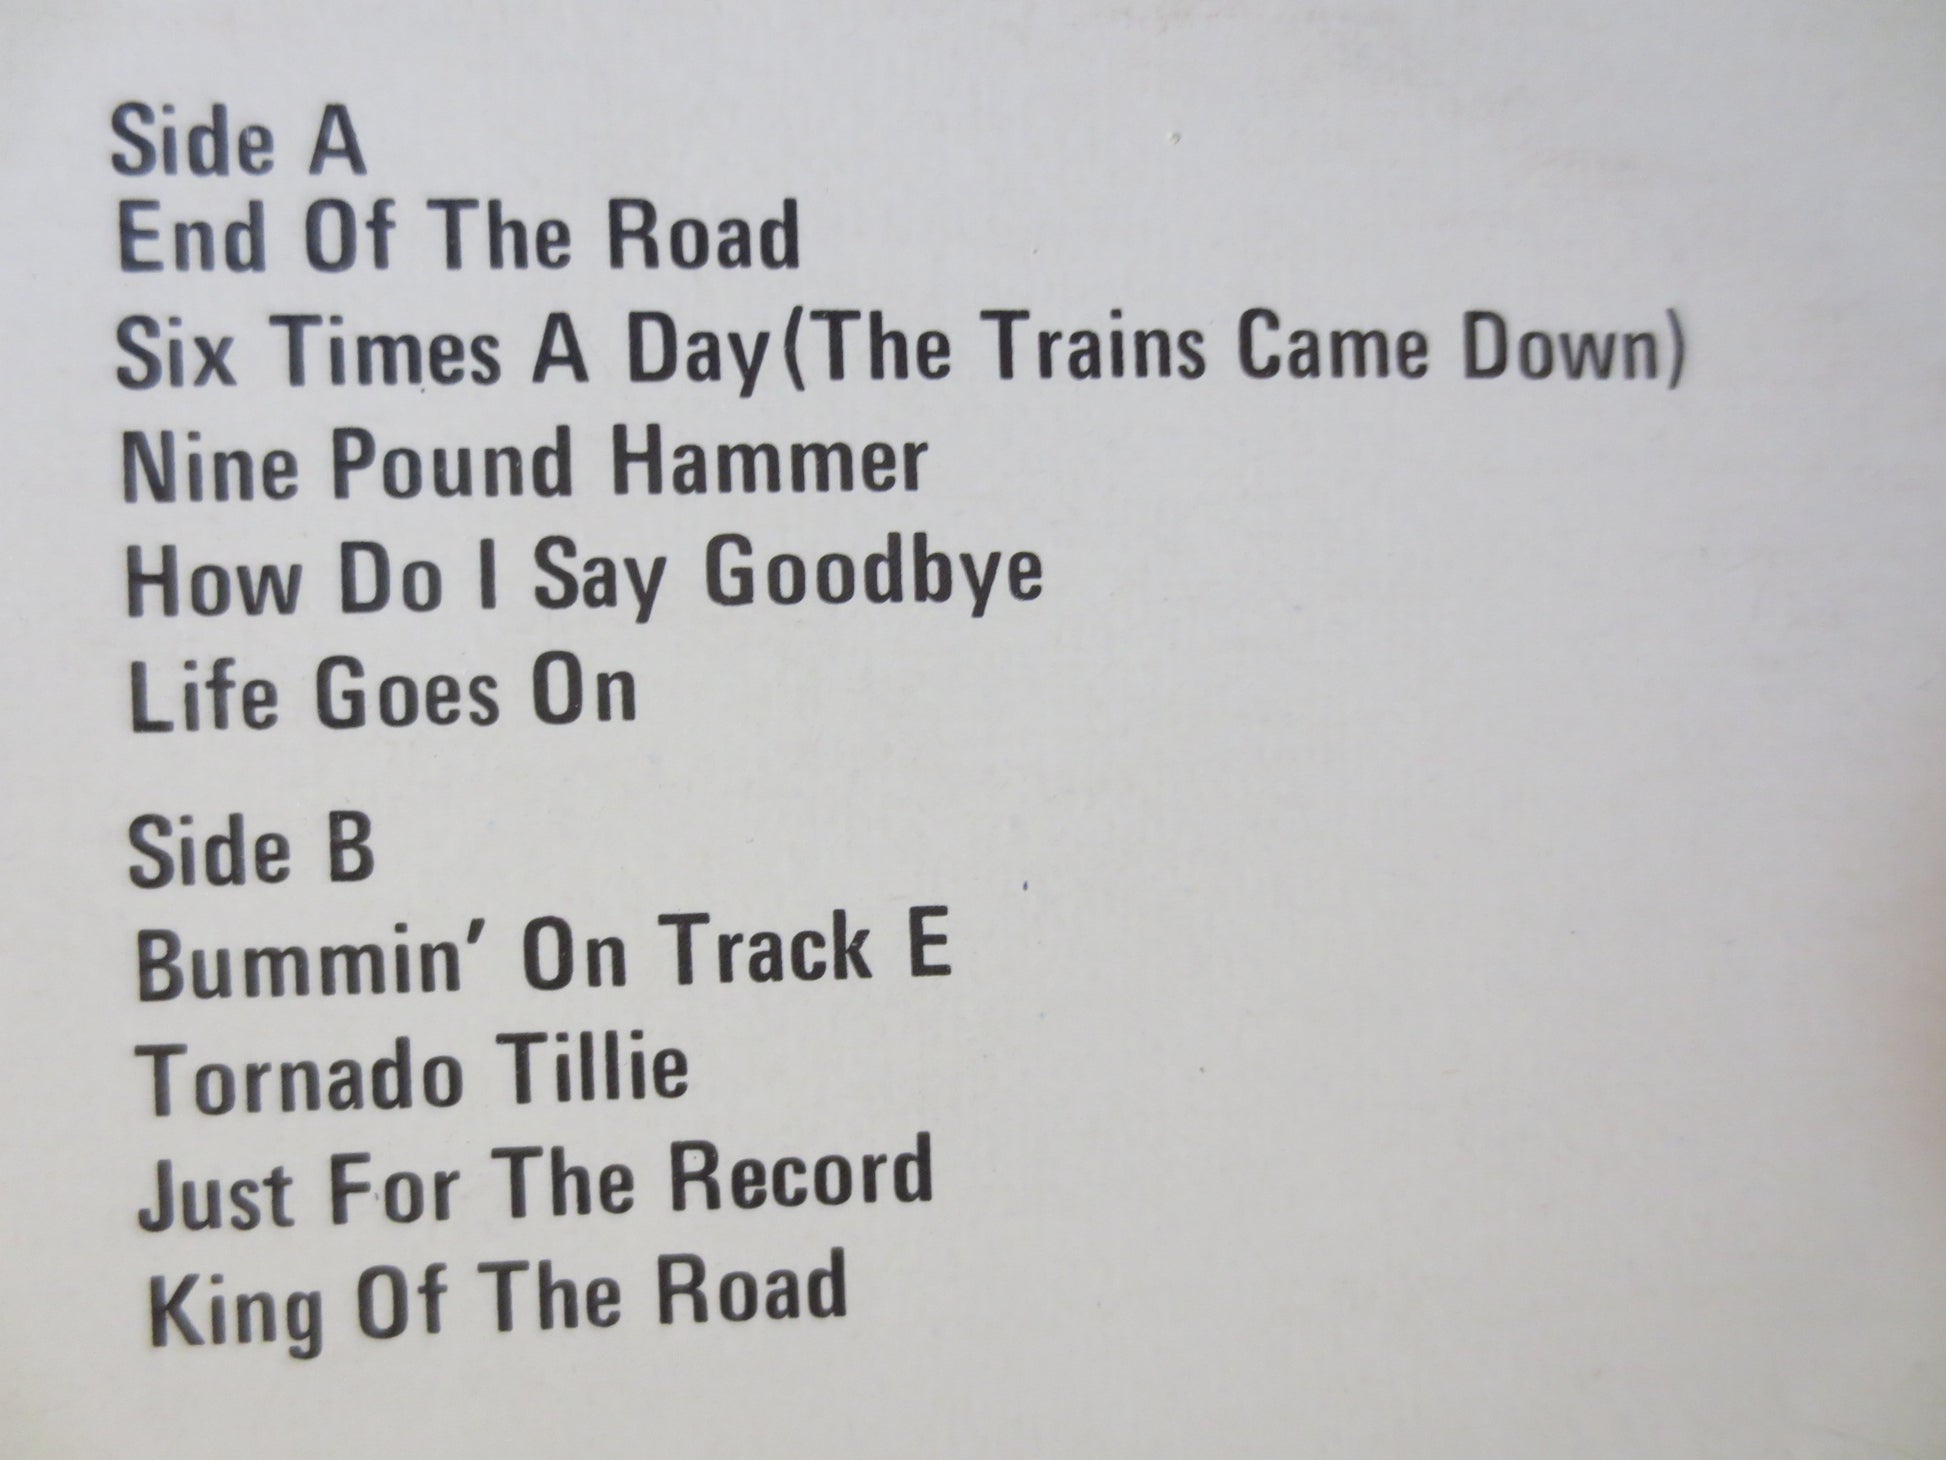 Side A
End Of The Road
Six Times A Day(The Trains Came Down)
Nine Pound Hammer
How Do I Say Goodbye
Life Goes On
Side B
Bummin' On Track E
Tornado Tillie
Just For The Record
King Of The Road